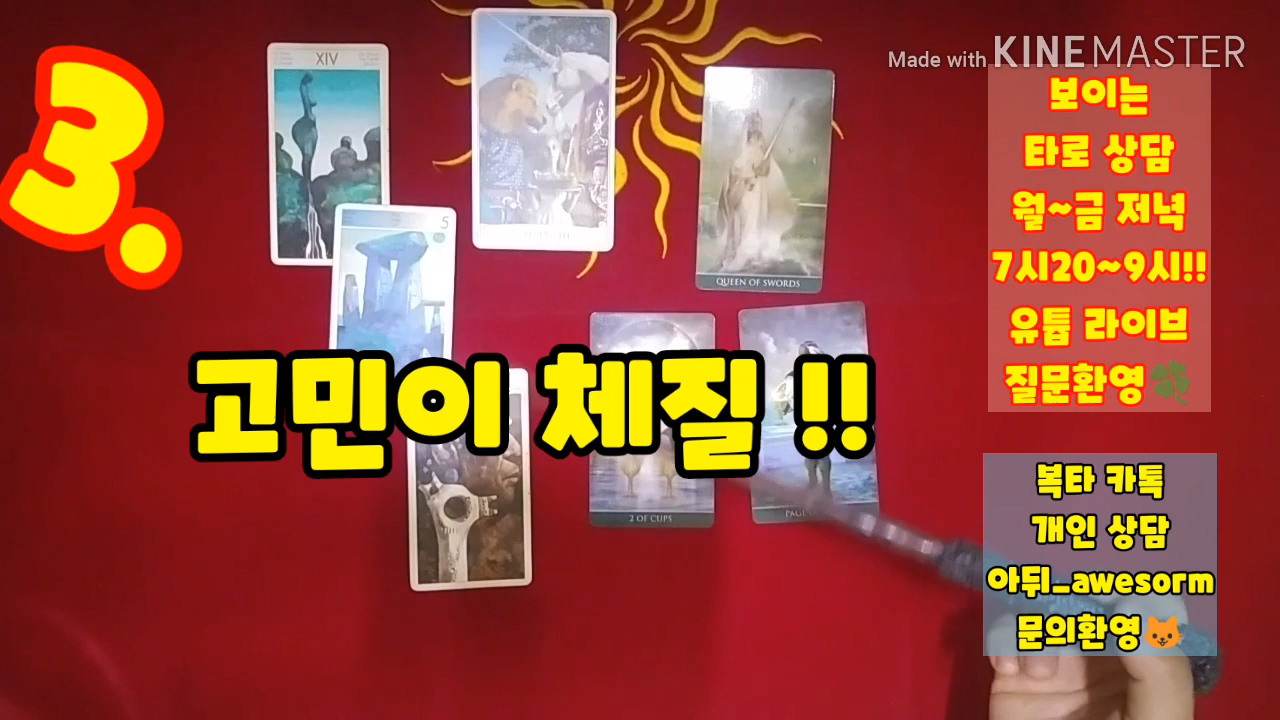 Made with KINEMASTER
3.
XIV
5
QUEEN OF SWORDS
고민이 체질 !!
2 OF CUPS
보이는
타로 상담
월~금 저녁
7시20~9시!!
유튭 라이브
질문환영🍀
복타 카톡
개인 상담
아뒤_awesorm
문의환영🐱